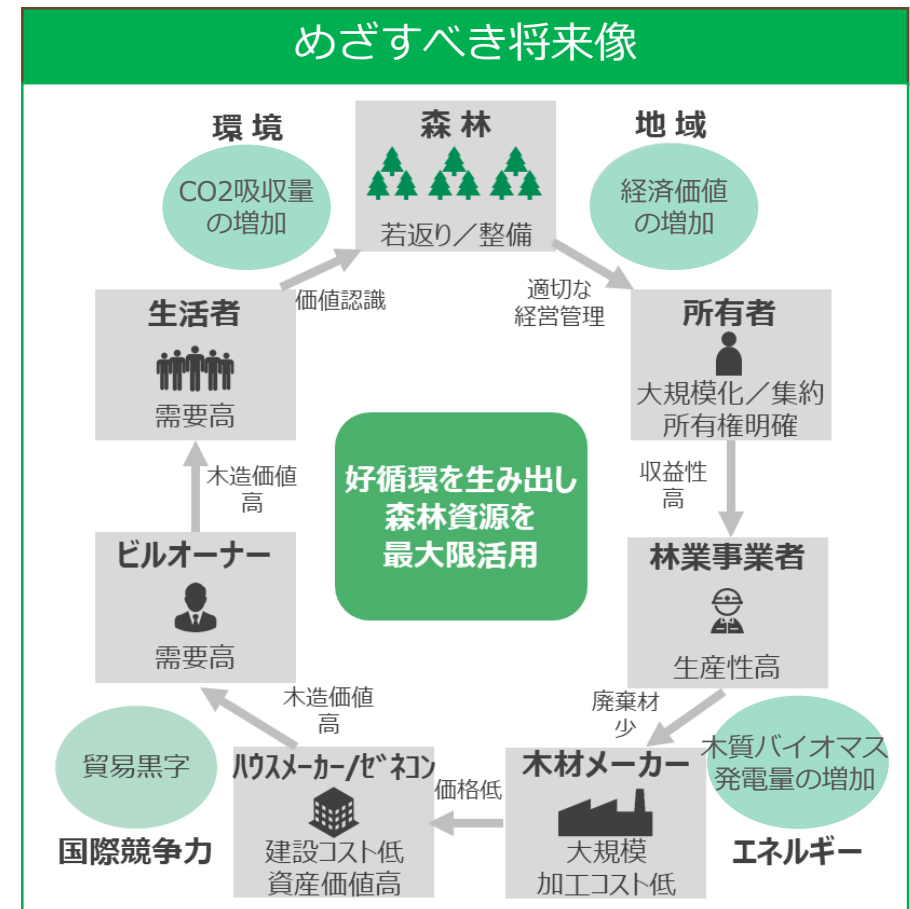 めざすべき将来像
環境
CO2吸収量
の増加
森林
若返り／整備
地域
経済価値
の増加
価値認識
適切な
経営管理
生活者
需要高
所有者
大規模化／集約
所有権明確
木造価値
高
好循環を生み出し
森林資源を
最大限活用
収益性
高
ビルオーナー
需要高
林業事業者
生産性高
木造価値
高
廃棄材
少
貿易黒字
国際競争力
ﾊｳｽメーカー/ｾﾞﾈｺﾝ
建設コスト低
資産価値高
価格低
木材メーカー
大規模
加工コスト低
木質バイオマス
発電量の増加
エネルギー